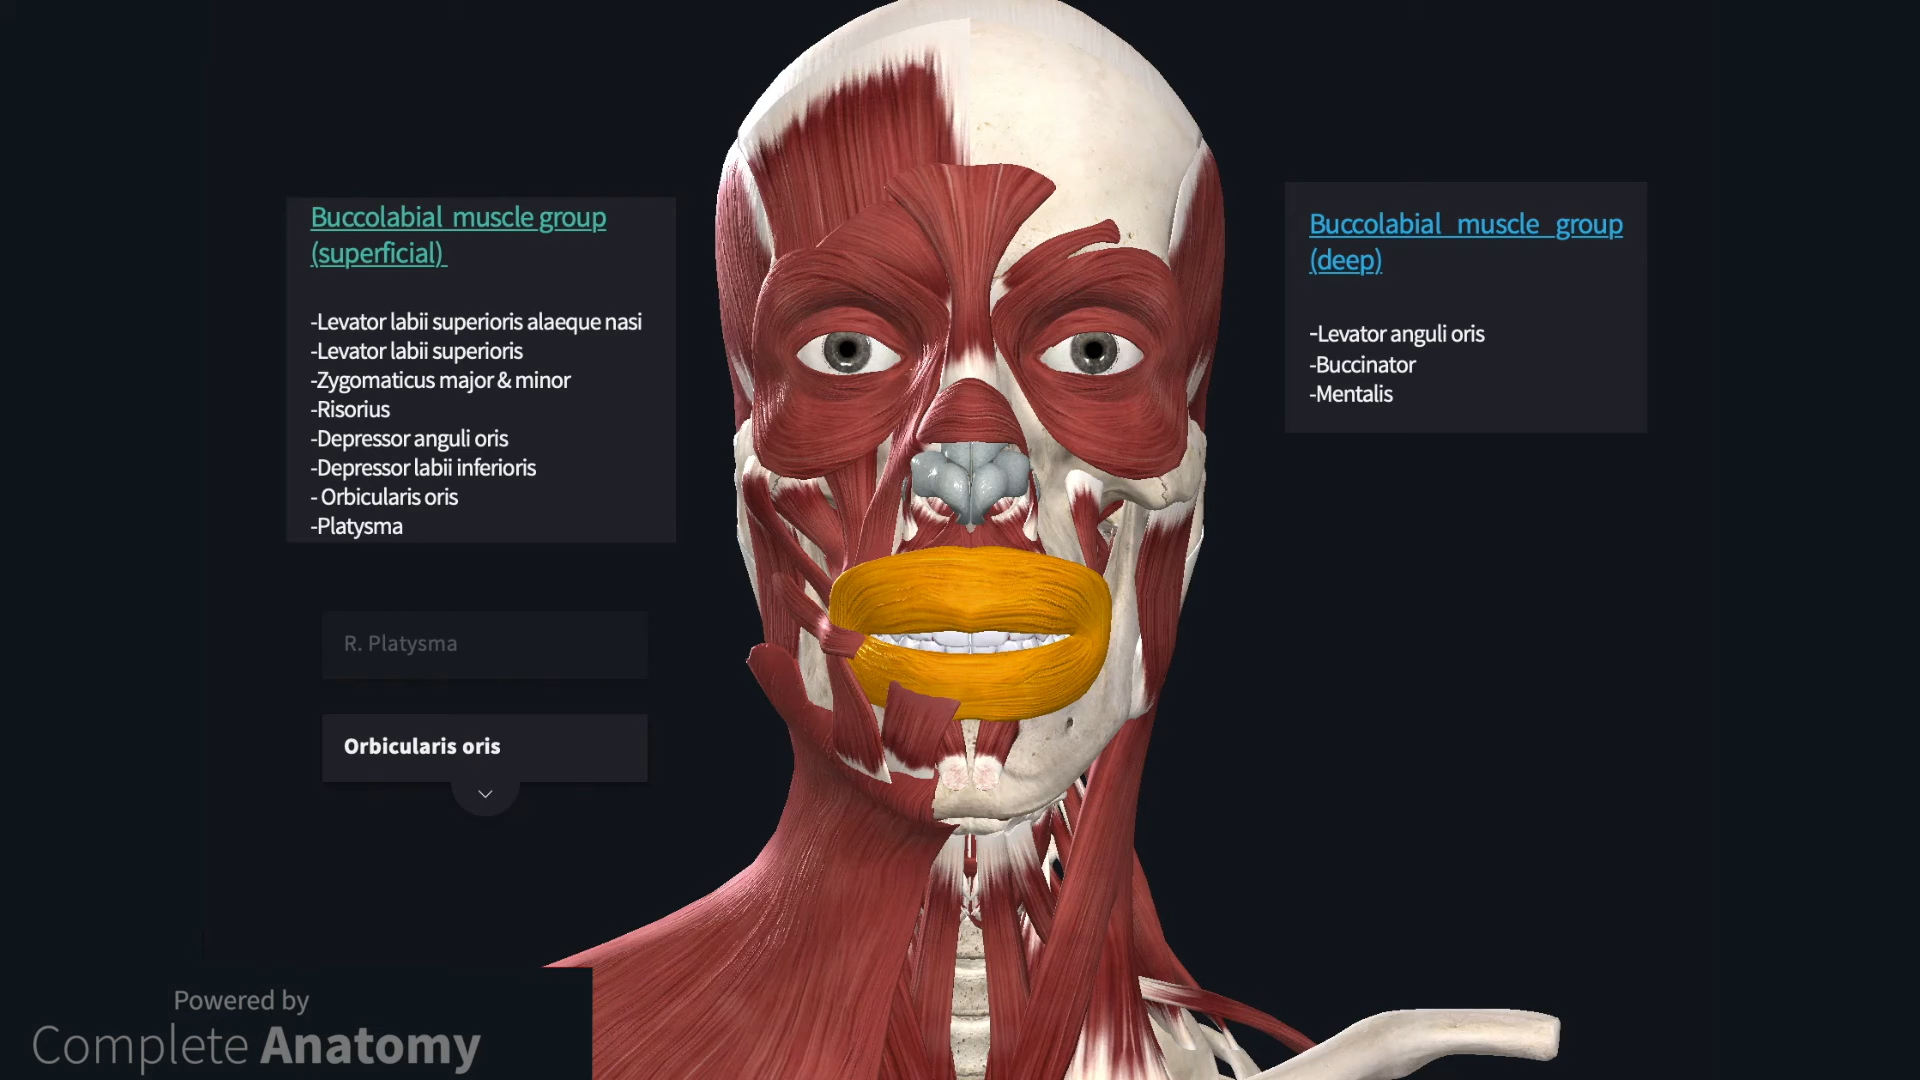 Buccolabial muscle group
(superficial)
-Levator labii superioris alaeque nasi
-Levator labii superioris
-Zygomaticus major & minor
-Risorius
-Depressor anguli oris
-Depressor labii inferioris
- Orbicularis oris
-Platysma
R. Platysma
Orbicularis oris
Buccolabial muscle group
(deep)
-Levator anguli oris
-Buccinator
-Mentalis
Powered by
Complete Anatomy